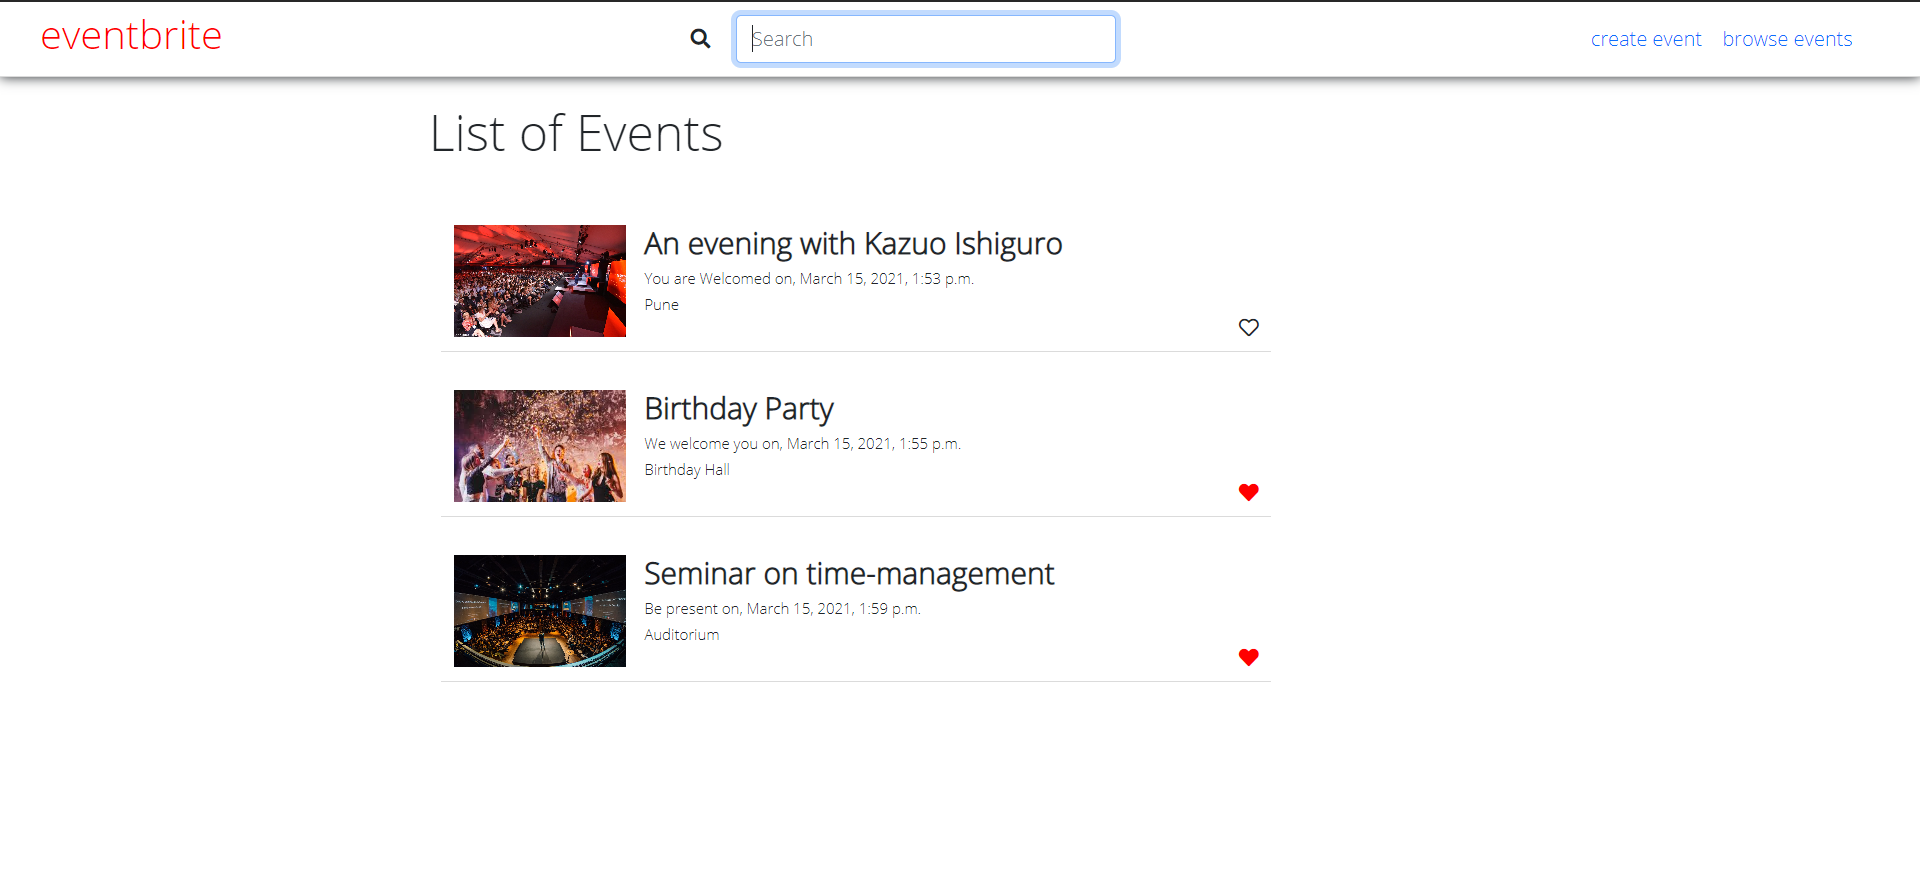 eventbrite
Search
create event
browse events
List of Events
An evening with Kazuo Ishiguro
You are Welcomed on, March 15, 2021, 1:53 p.m.
Pune
Birthday Party
We welcome you on, March 15, 2021, 1:55 p.m.
Birthday Hall
Seminar on time-management
Be present on, March 15, 2021, 1:59 p.m.
Auditorium